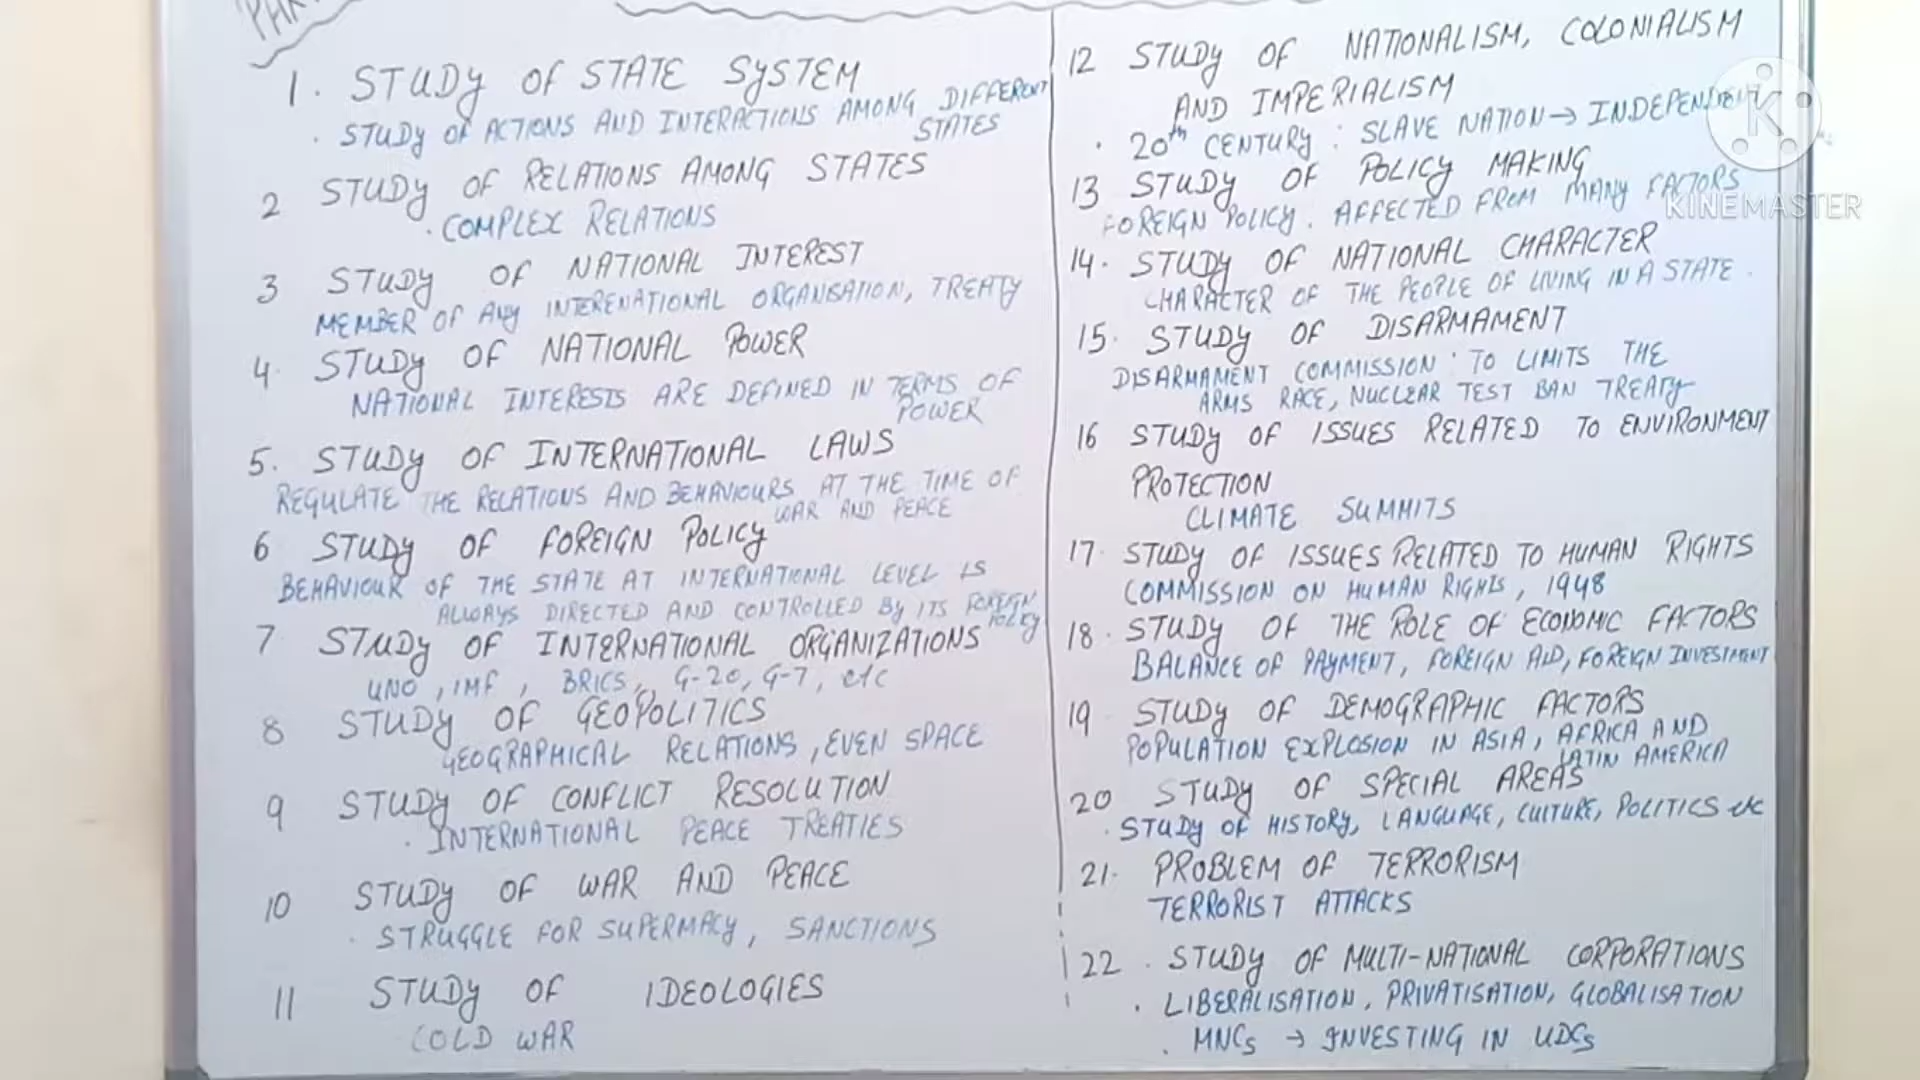 PAR
1. STUDY OF STATE SYSTEM
. STUDY OF ACTIONS AND INTERACTIONS AMONG DIFFERENT
STATES
2 STUDY OF RELATIONS AMONG STATES
. COMPLEX RELATIONS
3 STUDY OF NATIONAL INTEREST
MEMBER OF ANY INTERENATIONAL ORGANISATION, TREATY
4. STUDY OF NATIONAL POWER
NATIONAL INTERESTS ARE DEFINED IN TERMS OF
POWER
5. STUDY OF INTERNATIONAL LAWS
REGULATE THE RELATIONS AND BEHAVIOURS AT THE TIME OF
WAR AND PEACE
6 STUDY OF FOREIGN POLICY
BEHAVIOUR OF THE STATE AT INTERNATIONAL LEVEL IS
ALWAYS DIRECTED AND CONTROLLED BY ITS FOREIGN
POLICY
7 STUDY OF INTERNATIONAL ORGANIZATIONS
UNO, IMF, BRICS, G-20, G-7, etc
8 STUDY OF GEOPOLITICS
GEOGRAPHICAL RELATIONS, EVEN SPACE
9 STUDY OF CONFLICT RESOLUTION
. INTERNATIONAL PEACE TREATIES
10 STUDY OF WAR AND PEACE
. STRUGGLE FOR SUPERMACY, SANCTIONS
11 STUDY OF IDEOLOGIES
COLD WAR
12 STUDY OF NATIONALISM, COLONIALISM
AND IMPERIALISM
. 20th CENTURY : SLAVE NATION → INDEPENDENT
13 STUDY OF POLICY MAKING
FOREIGN POLICY. AFFECTED FROM MANY FACTORS
14. STUDY OF NATIONAL CHARACTER
CHARACTER OF THE PEOPLE OF LIVING IN A STATE.
15. STUDY OF DISARMAMENT
DISARMAMENT COMMISSION : TO LIMITS THE
ARMS RACE, NUCLEAR TEST BAN TREATY
16 STUDY OF ISSUES RELATED TO ENVIRONMENT
PROTECTION
CLIMATE SUMMITS
17. STUDY OF ISSUES RELATED TO HUMAN RIGHTS
COMMISSION ON HUMAN RIGHTS, 1948
18. STUDY OF THE ROLE OF ECONOMIC FACTORS
BALANCE OF PAYMENT, FOREIGN AID, FOREIGN INVESTMENT
19 STUDY OF DEMOGRAPHIC FACTORS
POPULATION EXPLOSION IN ASIA, AFRICA AND
LATIN AMERICA
20 STUDY OF SPECIAL AREAS
. STUDY OF HISTORY, LANGUAGE, CULTURE, POLITICS etc
21. PROBLEM OF TERRORISM
TERRORIST ATTACKS
22. STUDY OF MULTI-NATIONAL CORPORATIONS
. LIBERALISATION, PRIVATISATION, GLOBALISATION
. MNCs → INVESTING IN UDCs
K
KINEMASTER